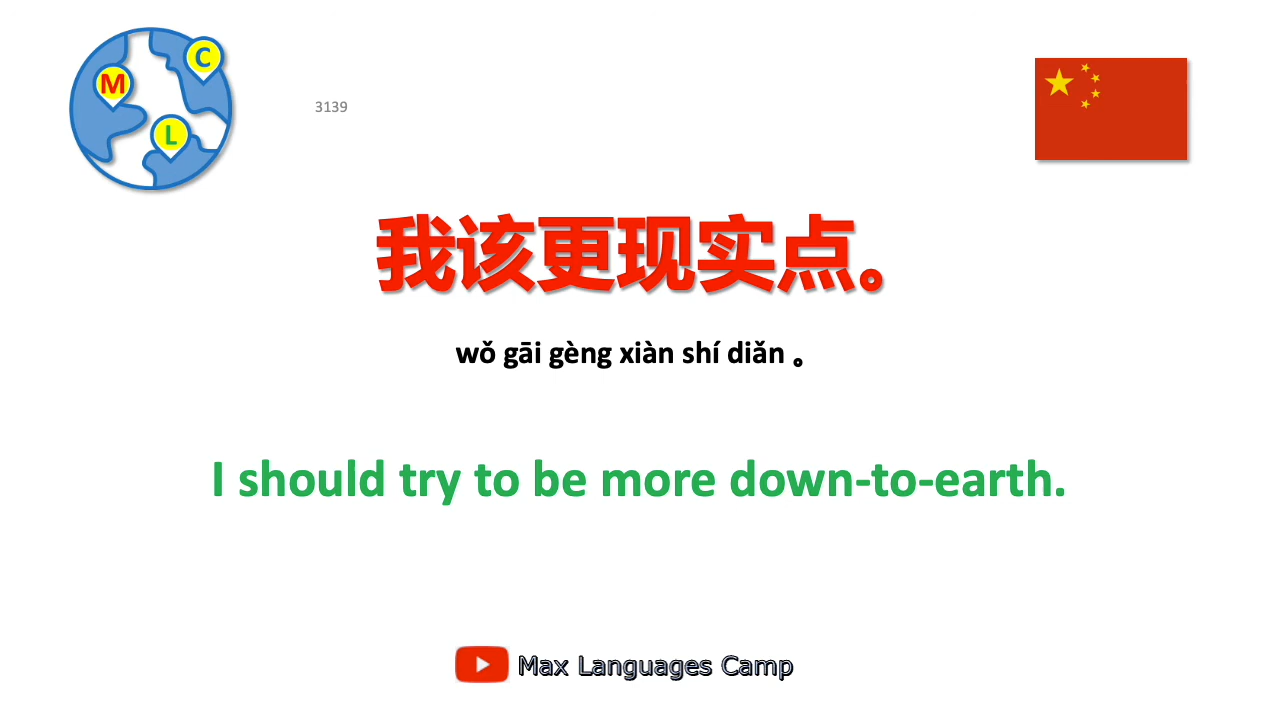 C
M
L
3139
我该更现实点。
wǒ gāi gèng xiàn shí diǎn 。
I should try to be more down-to-earth.
Max Languages Camp